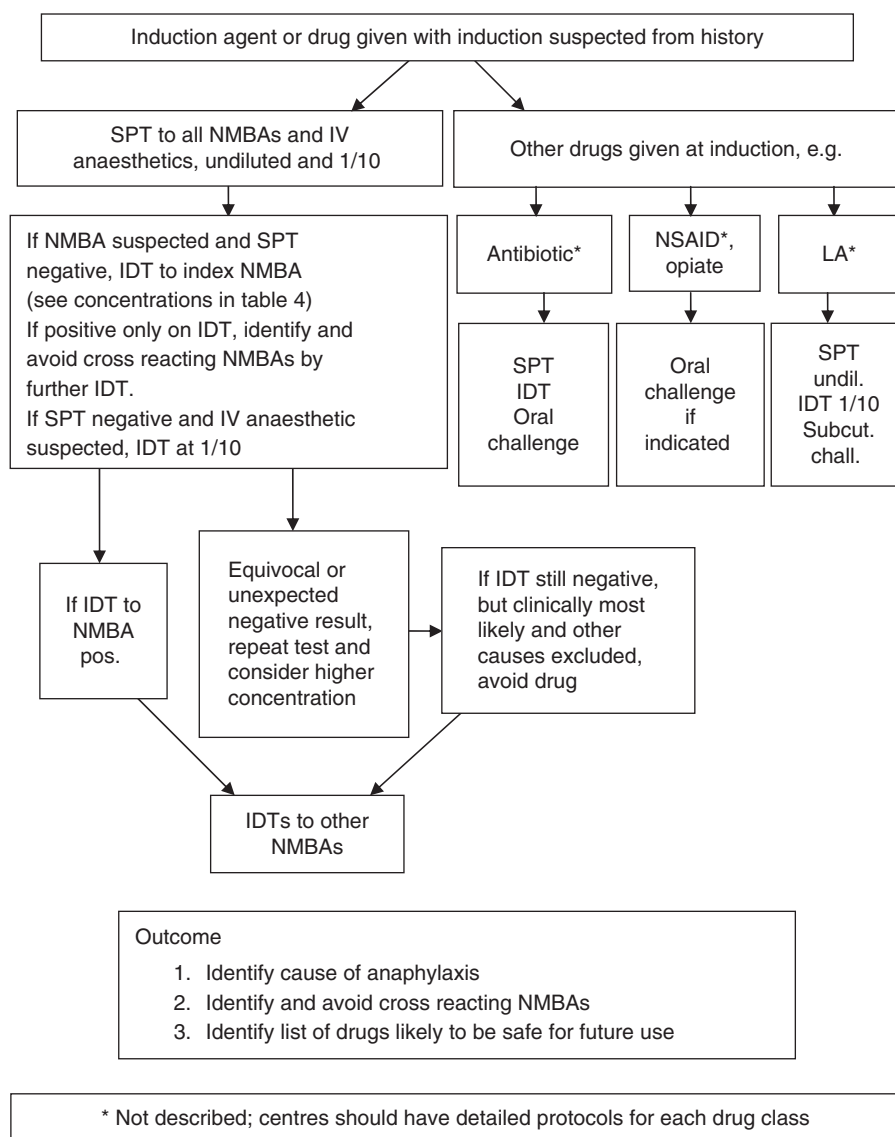 Induction agent or drug given with induction suspected from history
SPT to all NMBAs and IV
anaesthetics, undiluted and 1/10
Other drugs given at induction, e.g.
If NMBA suspected and SPT
negative, IDT to index NMBA
(see concentrations in table 4)
If positive only on IDT, identify and
avoid cross reacting NMBAs by
further IDT.
If SPT negative and IV anaesthetic
suspected, IDT at 1/10
Antibiotic*
NSAID*,
opiate
LA*
SPT
IDT
Oral
challenge
Oral
challenge
if
indicated
SPT
undil.
IDT 1/10
Subcut.
chall.
If IDT to
NMBA
pos.
Equivocal or
unexpected
negative result,
repeat test and
consider higher
concentration
If IDT still negative,
but clinically most
likely and other
causes excluded,
avoid drug
IDTs to other
NMBAs
Outcome
1. Identify cause of anaphylaxis
2. Identify and avoid cross reacting NMBAs
3. Identify list of drugs likely to be safe for future use
* Not described; centres should have detailed protocols for each drug class